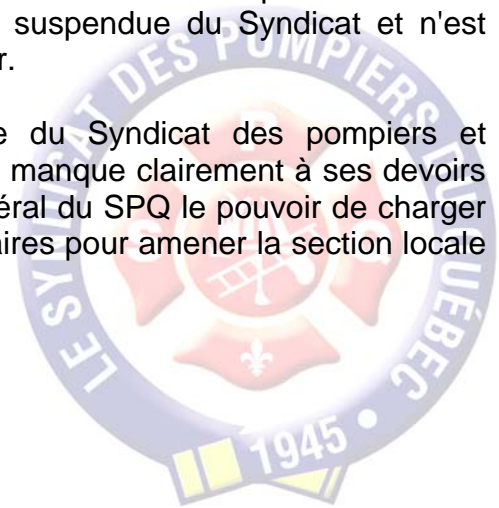 suspendue du Syndicat et n'est
r.
e du Syndicat des pompiers et
manque clairement à ses devoirs
éral du SPQ le pouvoir de charger
aires pour amener la section locale
LE SYNDICAT DES POMPIERS DU QUÉBEC
S P Q
1945